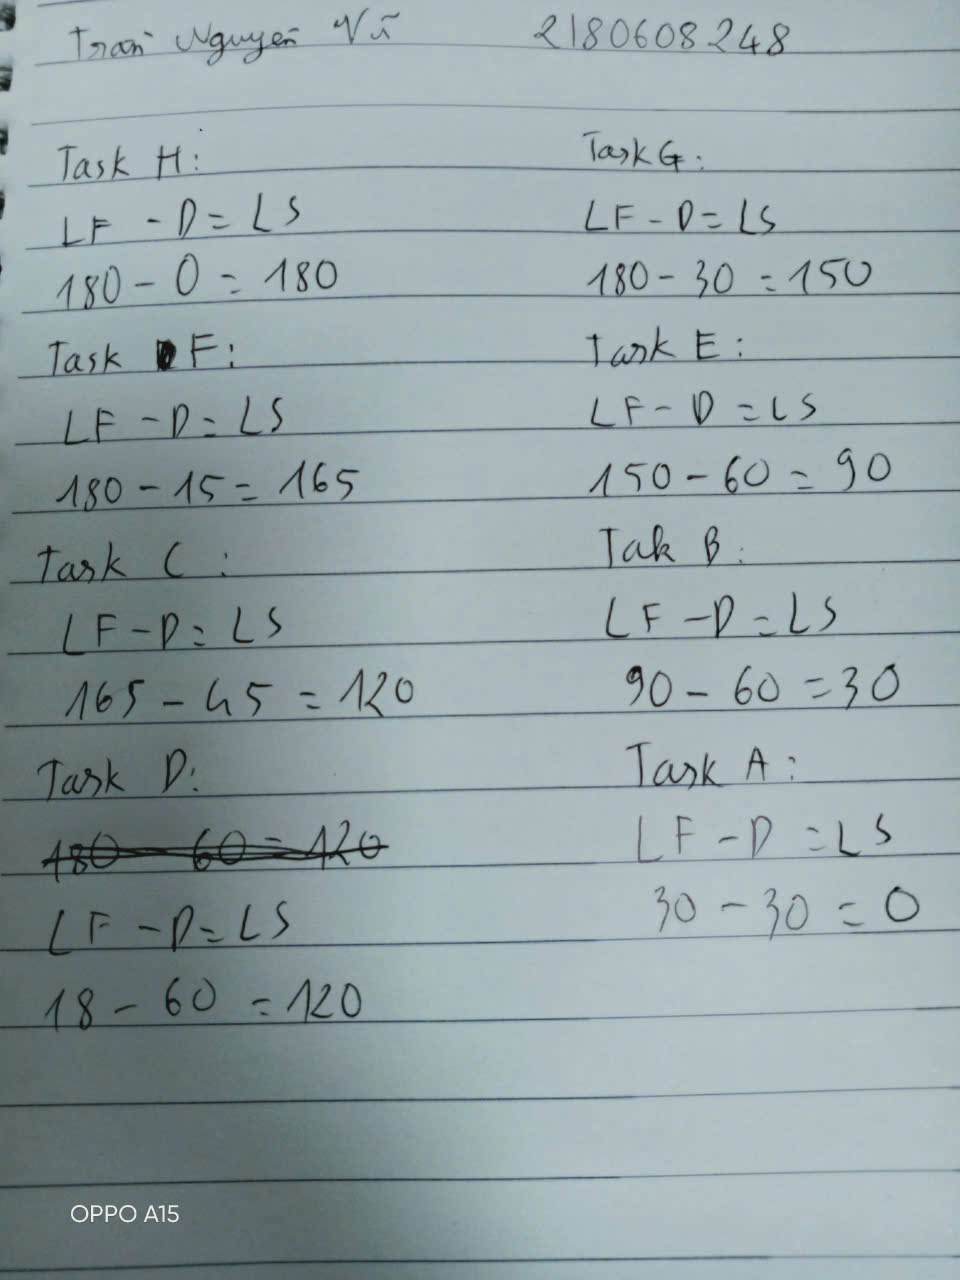 Trần Nguyên Vũ 2180608248
Task H:
LF - D = LS
180 - 0 = 180
Task F:
LF - D = LS
180 - 15 = 165
Task C:
LF - D = LS
165 - 45 = 120
Task D:
180 - 60 = 120
LF - D = LS
18 - 60 = 120
Task G:
LF - D = LS
180 - 30 = 150
Task E:
LF - D = LS
150 - 60 = 90
Tak B:
LF - D = LS
90 - 60 = 30
Task A:
LF - D = LS
30 - 30 = 0
OPPO A15